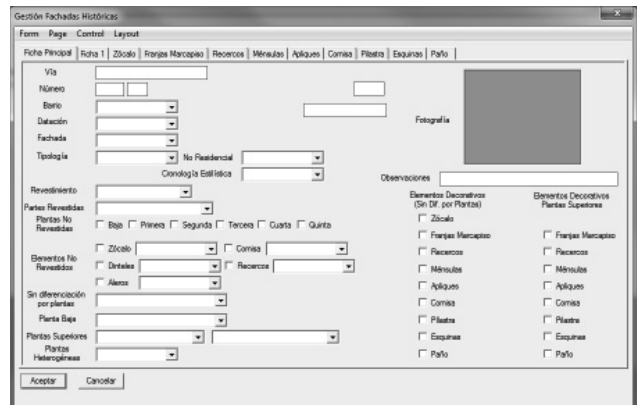 Gestión Fachadas Históricas
Form Page Control Layout
Ficha Principal Ficha 1 Zócalo Franjas Marcapiso Recercos Ménsulas Apliques Cornisa Pilastra Esquinas Paño
Vía
Número
Barrio
Datación
Fotografía
Fachada
Tipología No Residencial
Cronología Estilística
Observaciones
Revestimiento
Elementos Decorativos
(Sin Dif. por Plantas)
Elementos Decorativos
Plantas Superiores
Partes Revestidas
Plantas No
Revestidas
Baja Primera Segunda Tercera Cuarta Quinta
Elementos No
Revestidos
Zócalo Cornisa
Dinteles Recercos
Aleros
Sin diferenciación
por plantas
Planta Baja
Plantas Superiores
Plantas
Heterogéneas
Zócalo
Franjas Marcapiso Franjas Marcapiso
Recercos Recercos
Ménsulas Ménsulas
Apliques Apliques
Cornisa Cornisa
Pilastra Pilastra
Esquinas Esquinas
Paño Paño
Aceptar Cancelar